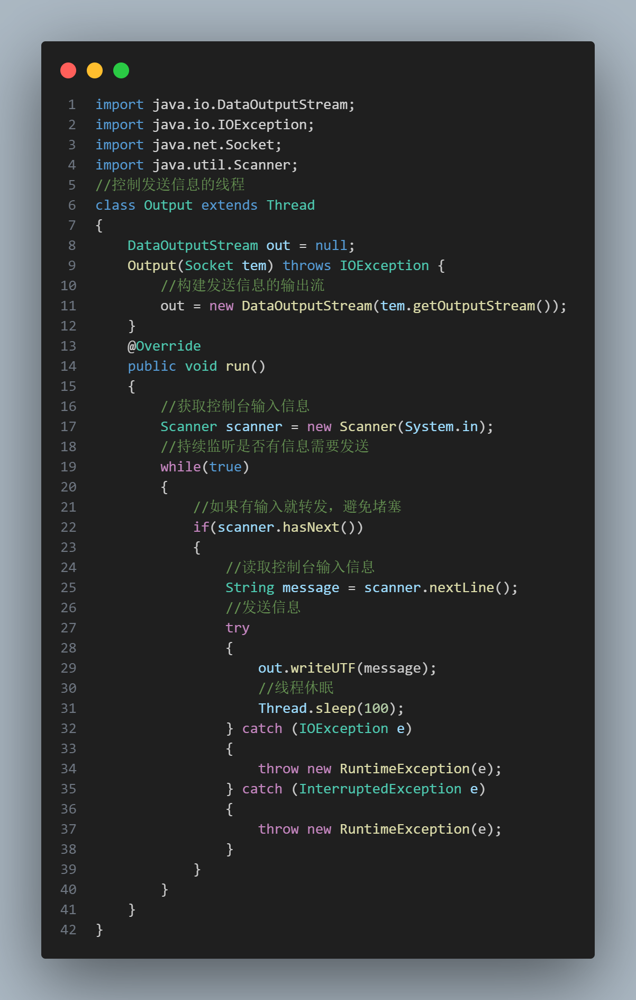 1 import java.io.DataOutputStream;
2 import java.io.IOException;
3 import java.net.Socket;
4 import java.util.Scanner;
5 //控制发送信息的线程
6 class Output extends Thread
7 {
8     DataOutputStream out = null;
9     Output(Socket tem) throws IOException {
10         //构建发送信息的输出流
11         out = new DataOutputStream(tem.getOutputStream());
12     }
13     @Override
14     public void run()
15     {
16         //获取控制台输入信息
17         Scanner scanner = new Scanner(System.in);
18         //持续监听是否有信息需要发送
19         while(true)
20         {
21             //如果有输入就转发，避免堵塞
22             if(scanner.hasNext())
23             {
24                 //读取控制台输入信息
25                 String message = scanner.nextLine();
26                 //发送信息
27                 try
28                 {
29                     out.writeUTF(message);
30                     //线程休眠
31                     Thread.sleep(100);
32                 } catch (IOException e)
33                 {
34                     throw new RuntimeException(e);
35                 } catch (InterruptedException e)
36                 {
37                     throw new RuntimeException(e);
38                 }
39             }
40         }
41     }
42 }